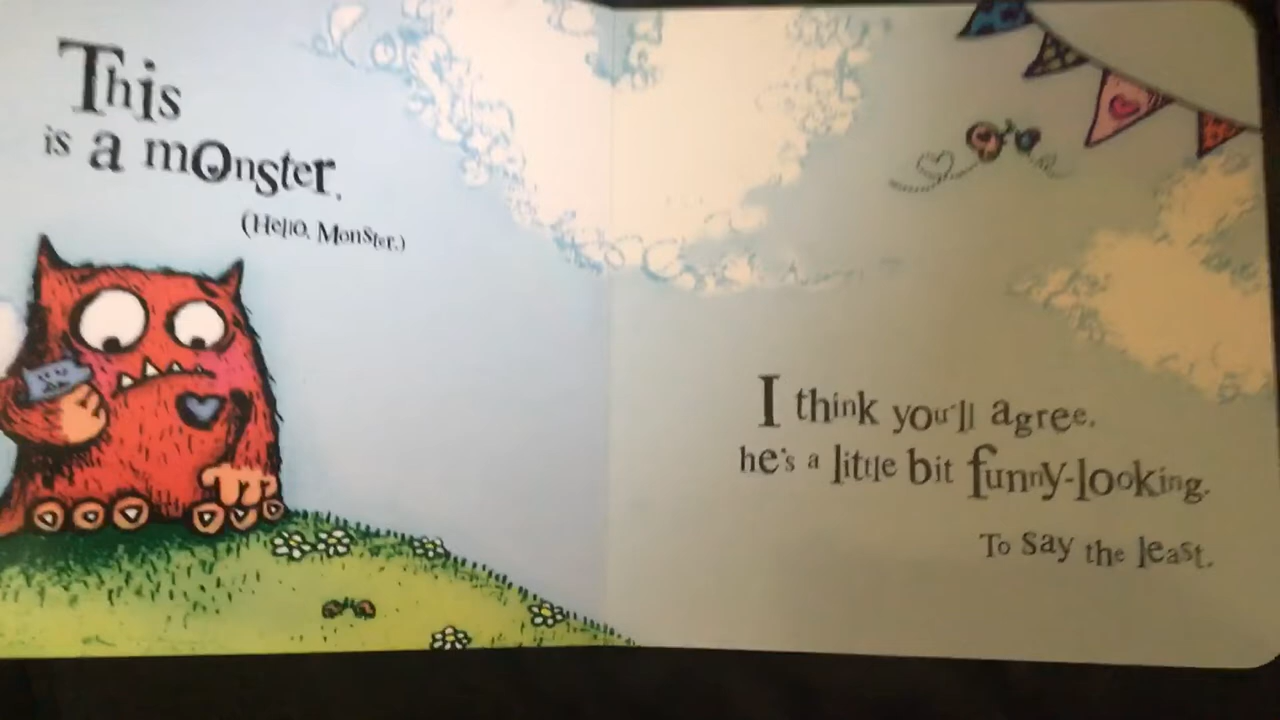 This
is a monster.
(Hello, Monster.)
I think you'll agree,
he's a little bit funny-looking.
To say the least.